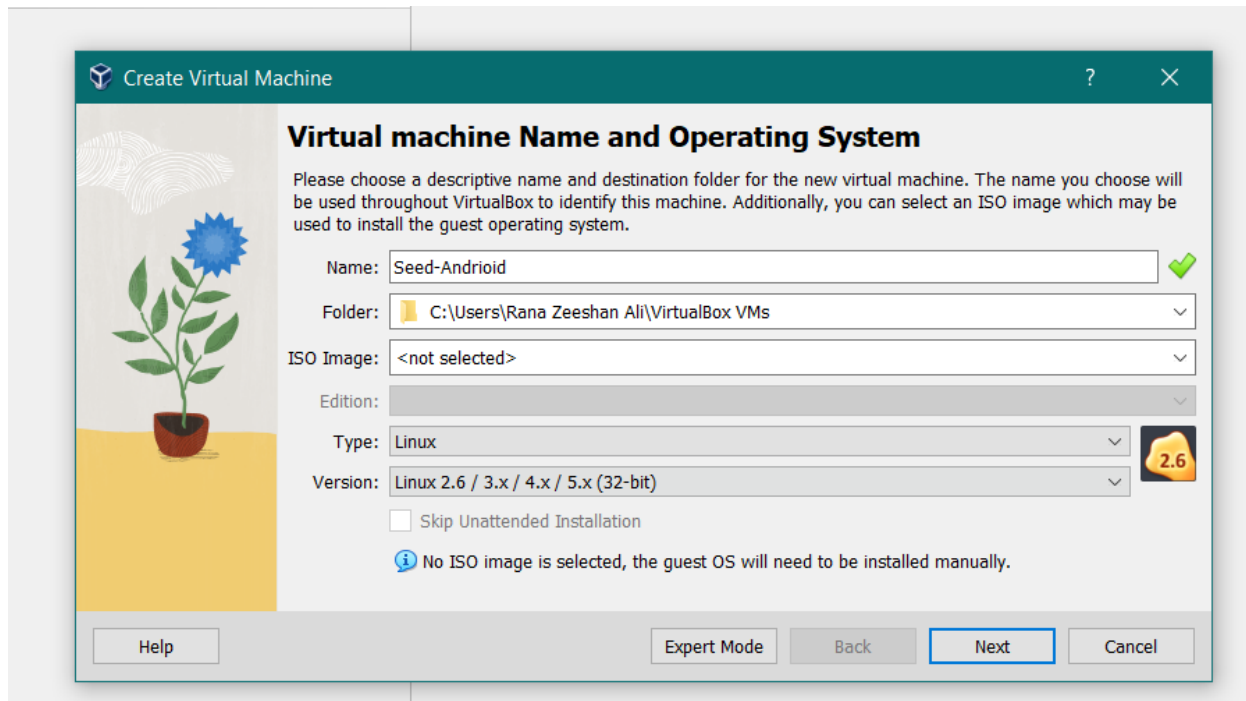 Create Virtual Machine
?
Virtual machine Name and Operating System
Please choose a descriptive name and destination folder for the new virtual machine. The name you choose will
be used throughout VirtualBox to identify this machine. Additionally, you can select an ISO image which may be
used to install the guest operating system.
Name: Seed-Andrioid
Folder: C:\Users\Rana Zeeshan Ali\VirtualBox VMs
ISO Image: <not selected>
Edition:
Type: Linux
2.6
Version: Linux 2.6 / 3.x / 4.x / 5.x (32-bit)
Skip Unattended Installation
No ISO image is selected, the guest OS will need to be installed manually.
Help Expert Mode Back Next Cancel